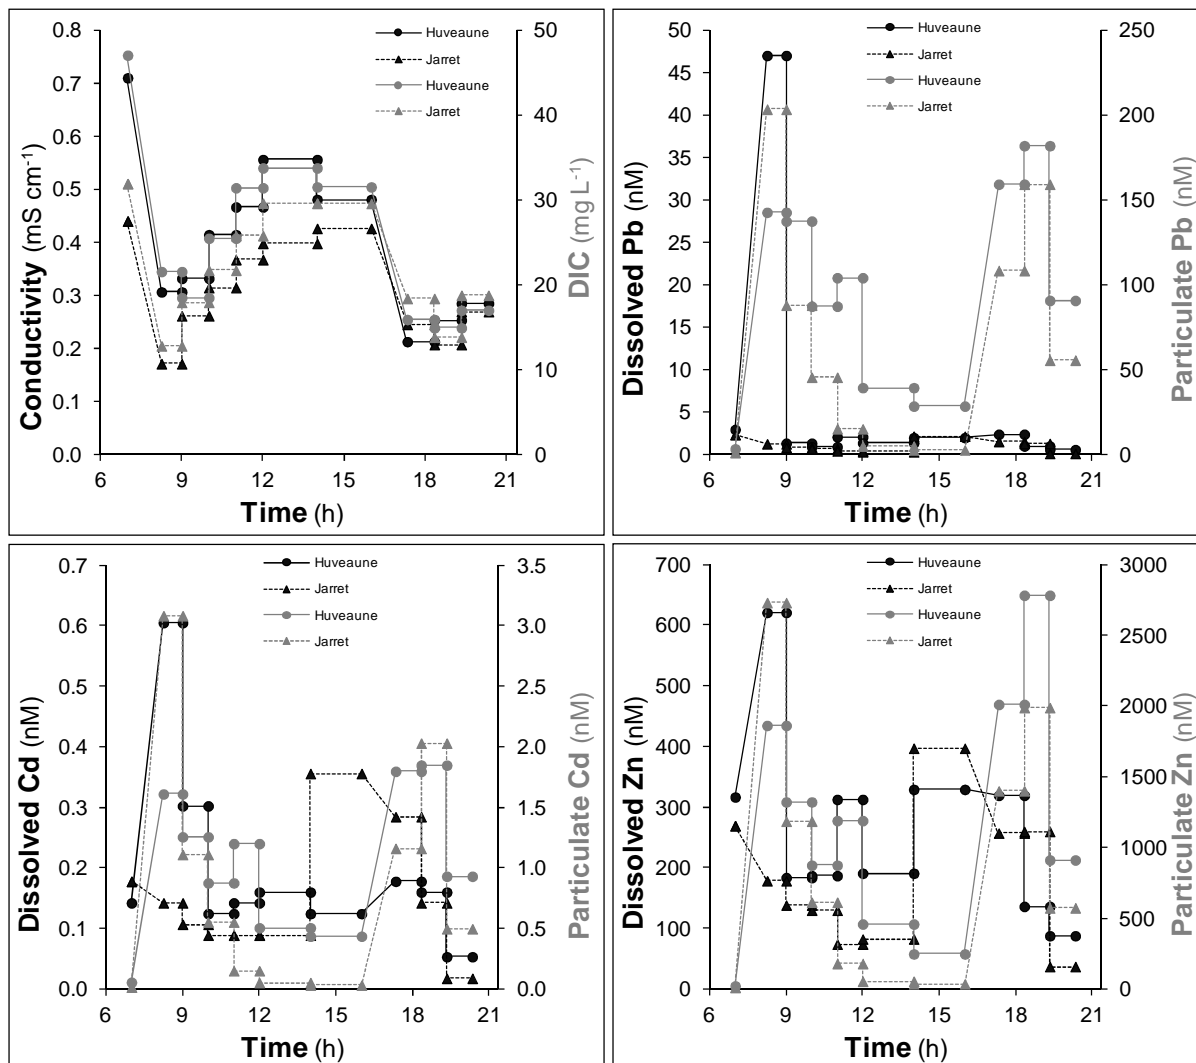 0.8
0.7
0.6
0.5
0.4
0.3
0.2
0.1
0.0
Conductivity (mS cm⁻¹)
50
40
30
20
10
0
DIC (mg L⁻¹)
Huveaune
Jarret
Huveaune
Jarret
6 9 12 15 18 21
Time (h)
50
45
40
35
30
25
20
15
10
5
0
Dissolved Pb (nM)
250
200
150
100
50
0
Particulate Pb (nM)
Huveaune
Jarret
Huveaune
Jarret
6 9 12 15 18 21
Time (h)
0.7
0.6
0.5
0.4
0.3
0.2
0.1
0.0
Dissolved Cd (nM)
3.5
3.0
2.5
2.0
1.5
1.0
0.5
0.0
Particulate Cd (nM)
Huveaune
Jarret
Huveaune
Jarret
6 9 12 15 18 21
Time (h)
700
600
500
400
300
200
100
0
Dissolved Zn (nM)
3000
2500
2000
1500
1000
500
0
Particulate Zn (nM)
Huveaune
Jarret
Huveaune
Jarret
6 9 12 15 18 21
Time (h)